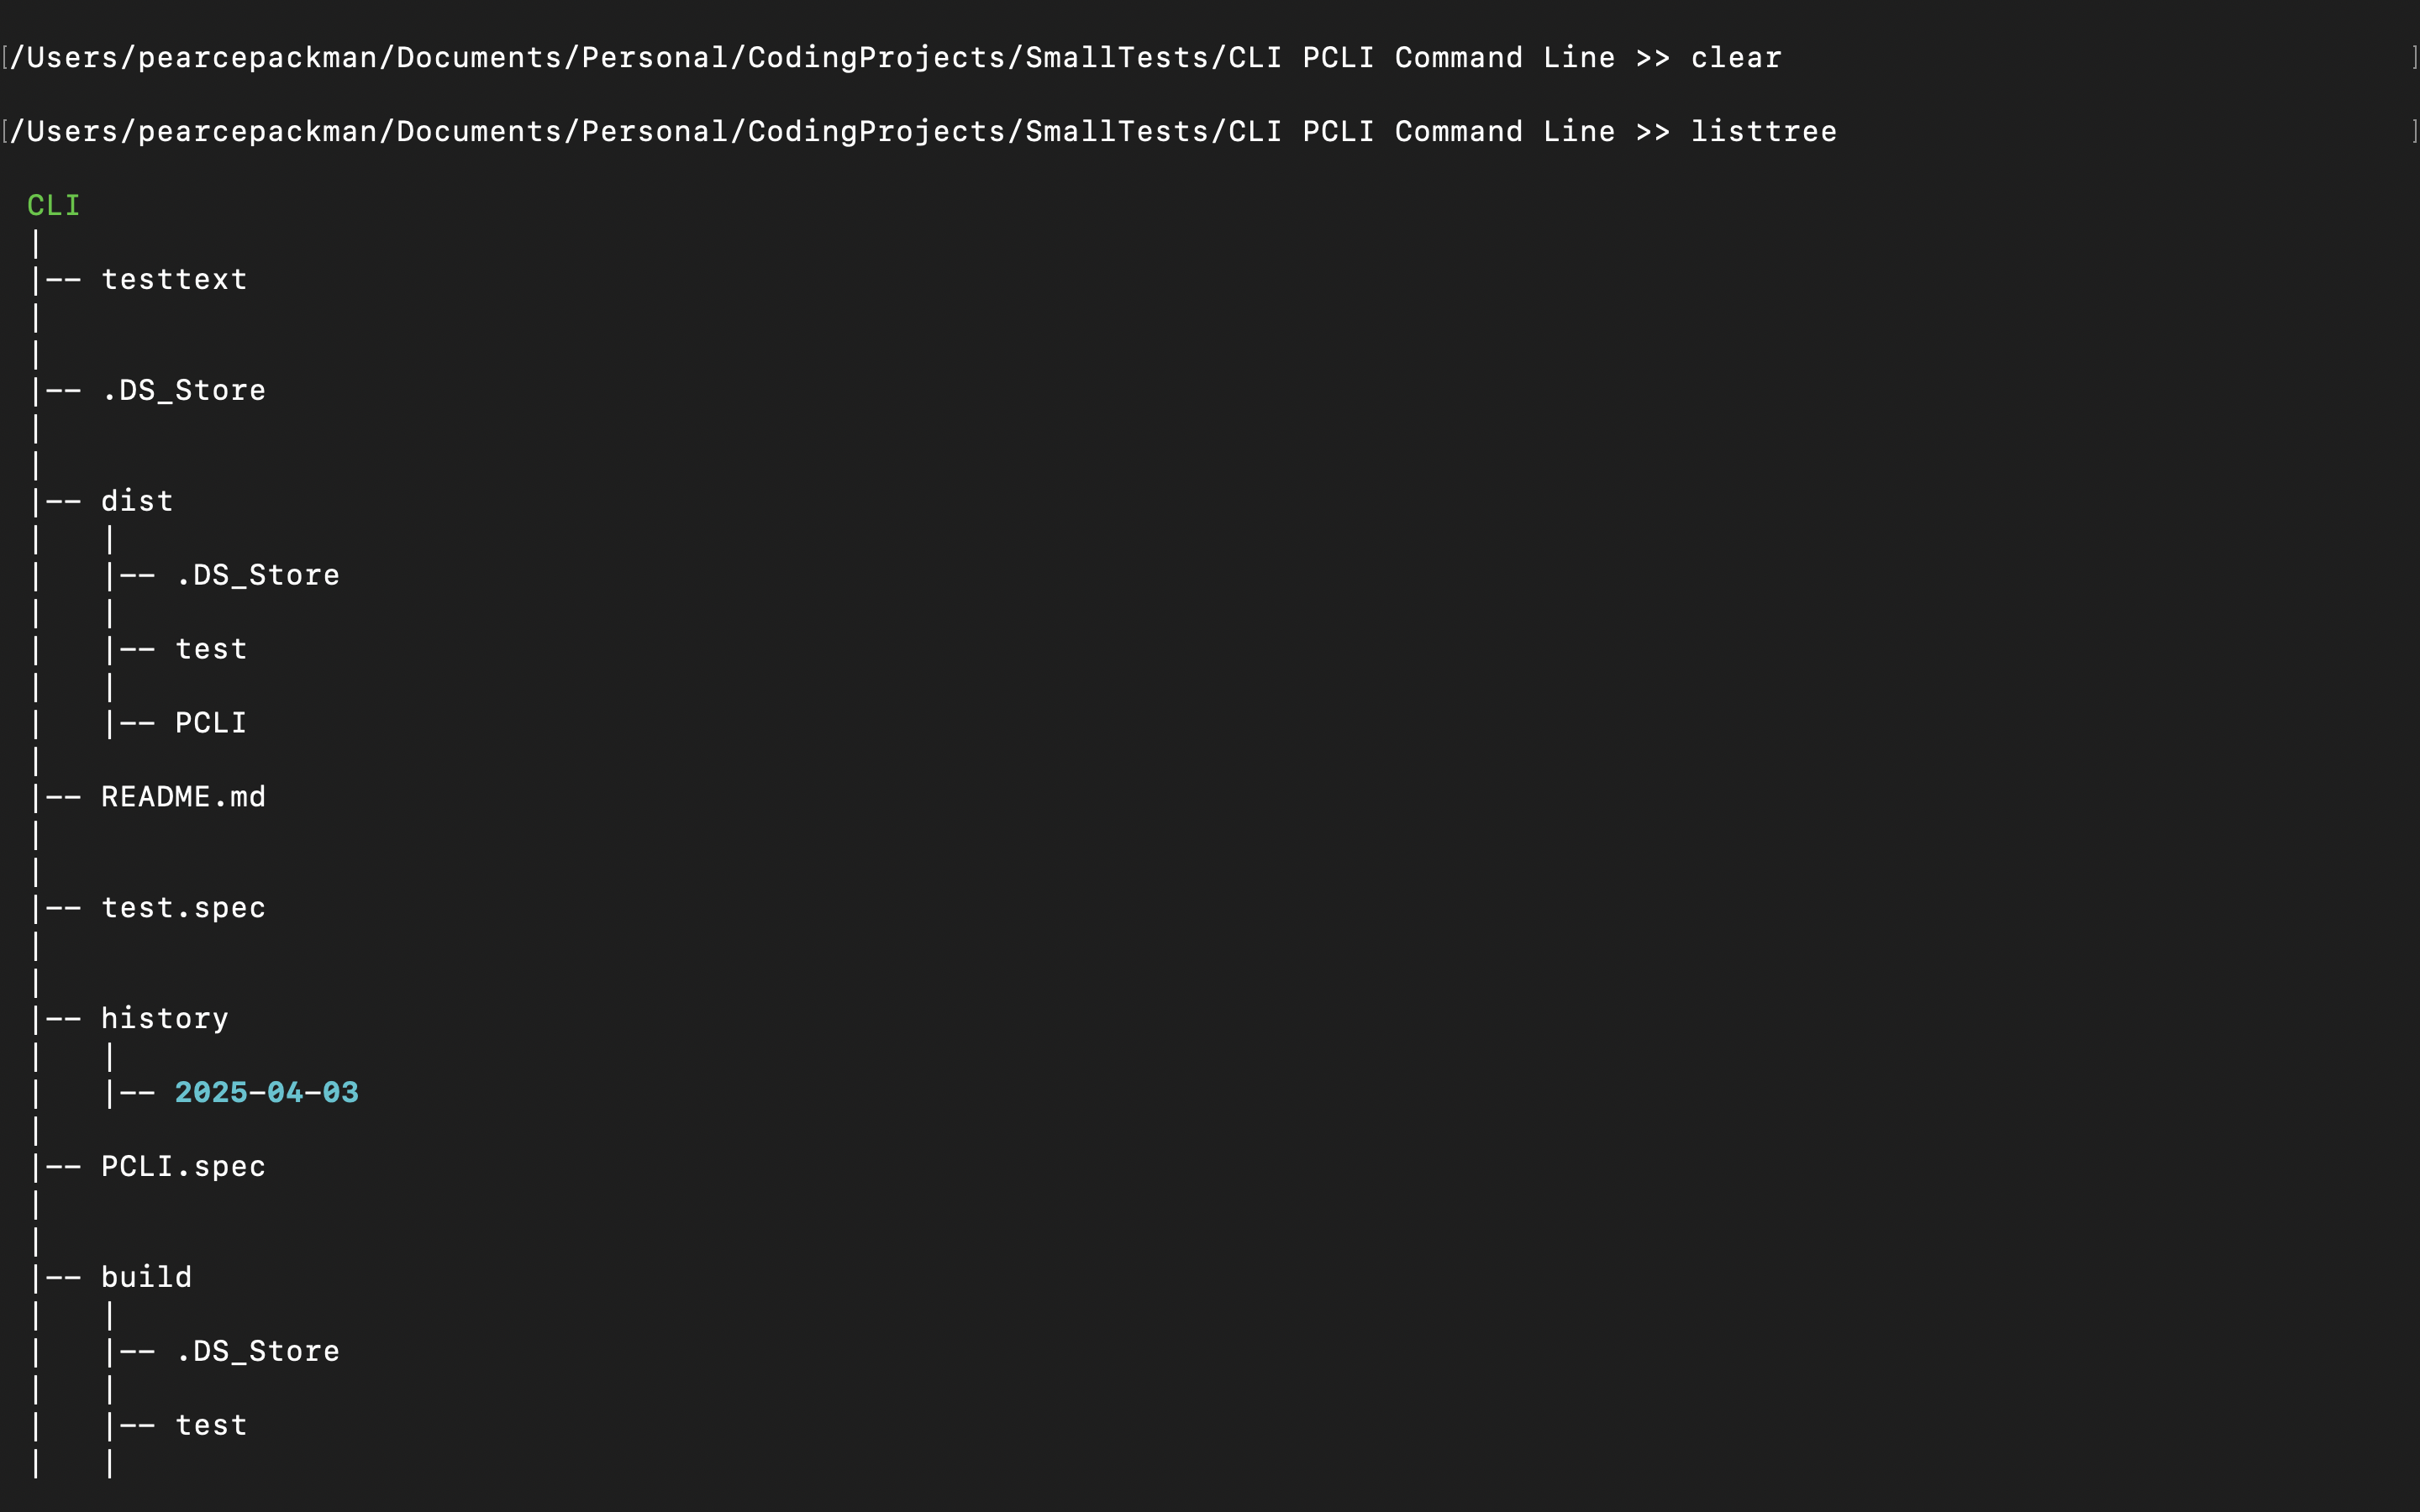 [/Users/pearcepackman/Documents/Personal/CodingProjects/SmallTests/CLI PCLI Command Line >> clear ]
[/Users/pearcepackman/Documents/Personal/CodingProjects/SmallTests/CLI PCLI Command Line >> listtree ]
CLI
|
|-- testtext
|
|
|-- .DS_Store
|
|
|-- dist
|   |
|   |-- .DS_Store
|   |
|   |-- test
|   |
|   |-- PCLI
|
|-- README.md
|
|
|-- test.spec
|
|
|-- history
|   |
|   |-- 2025-04-03
|
|-- PCLI.spec
|
|
|-- build
|   |
|   |-- .DS_Store
|   |
|   |-- test
|   |